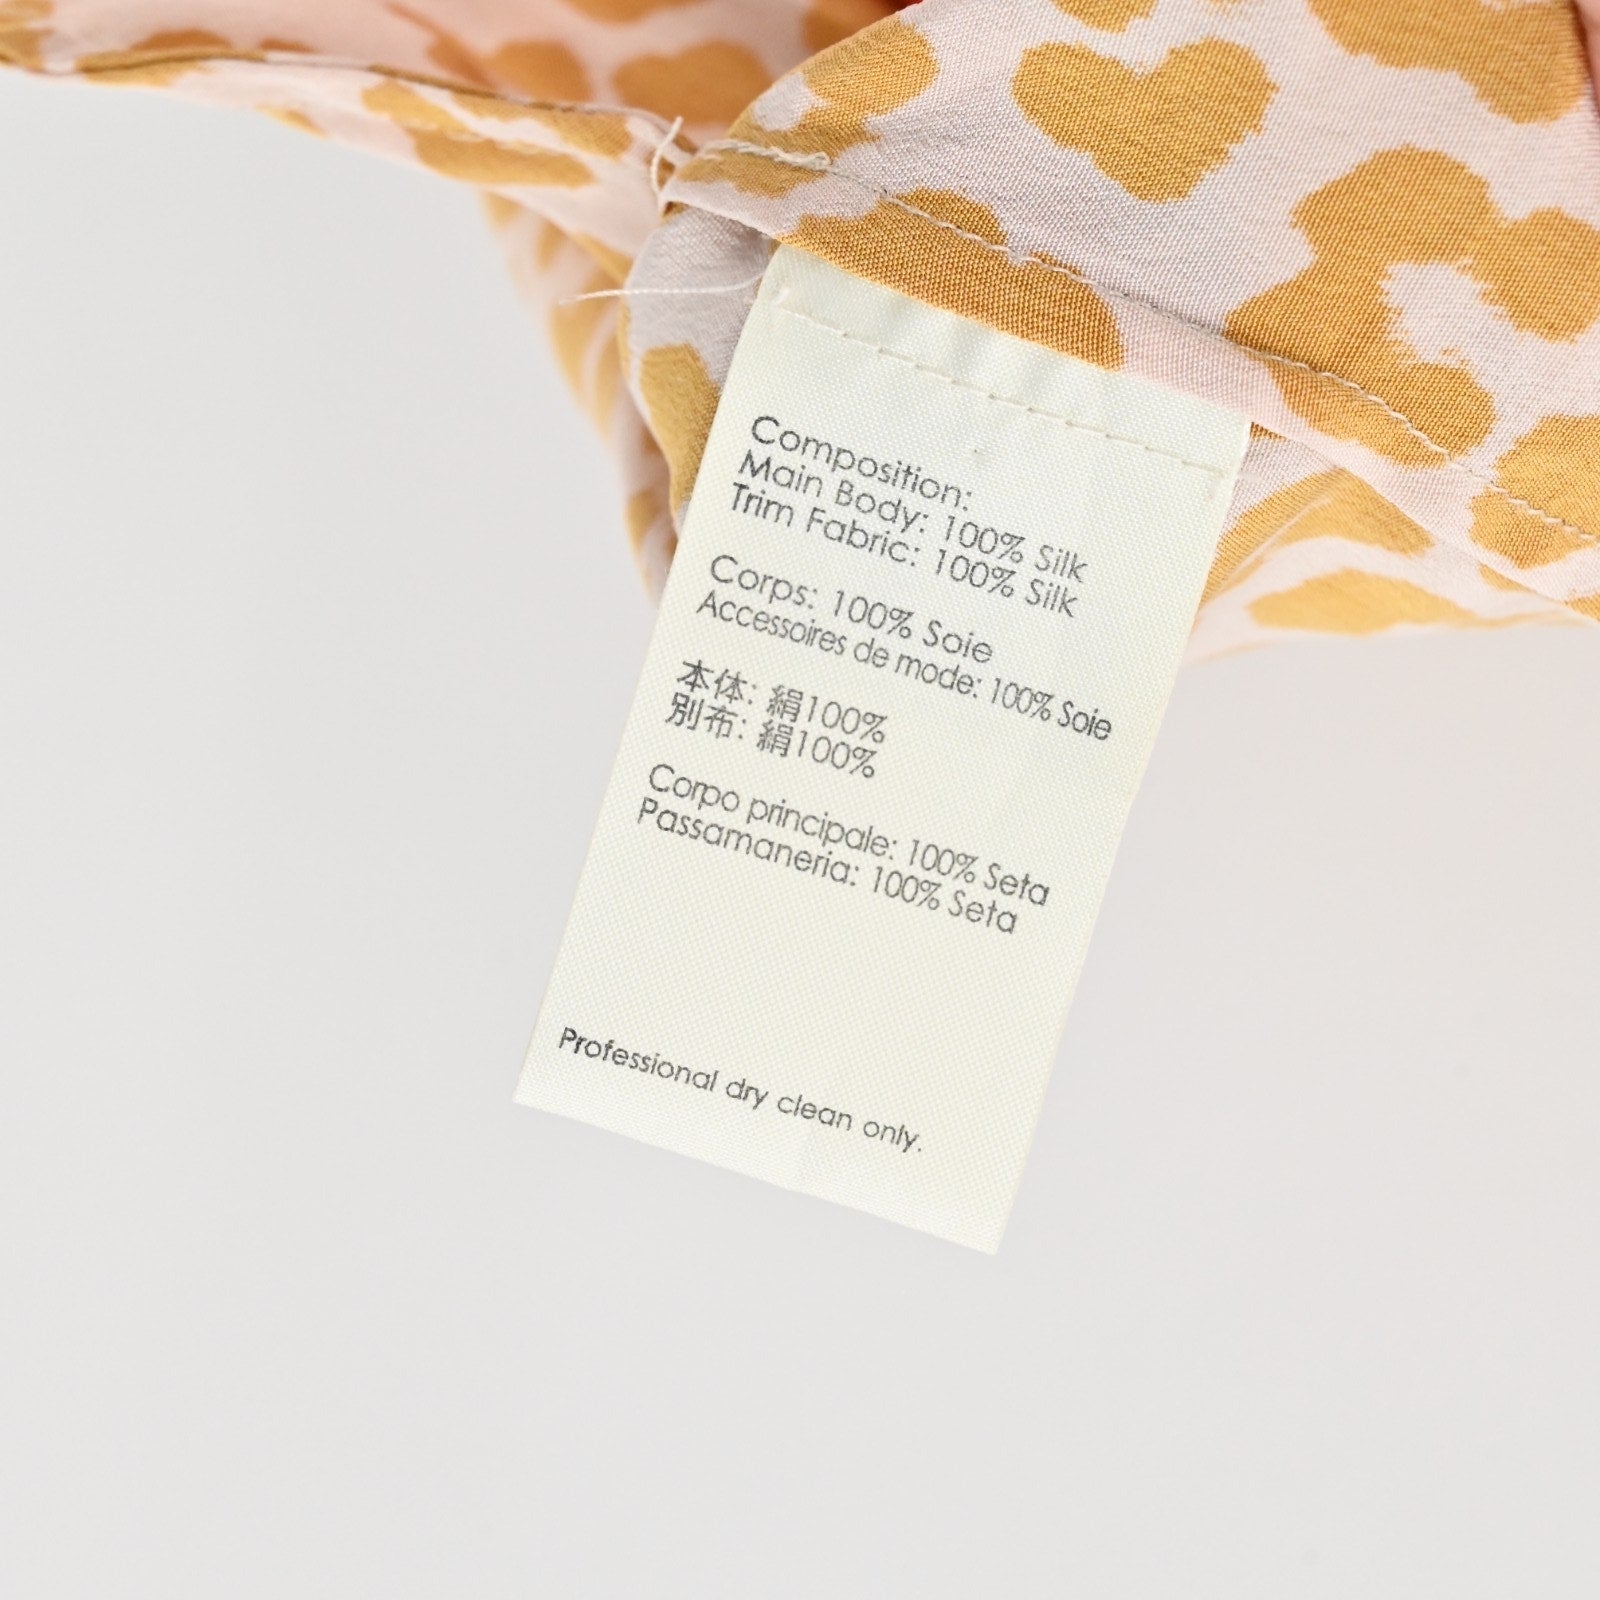 Composition:
Main Body: 100% Silk
Trim Fabric: 100% Silk
Corps: 100% Soie
Accessoires de mode: 100% Soie
本体: 絹100%
別布: 絹100%
Corpo principale: 100% Seta
Passamaneria: 100% Seta
Professional dry clean only.